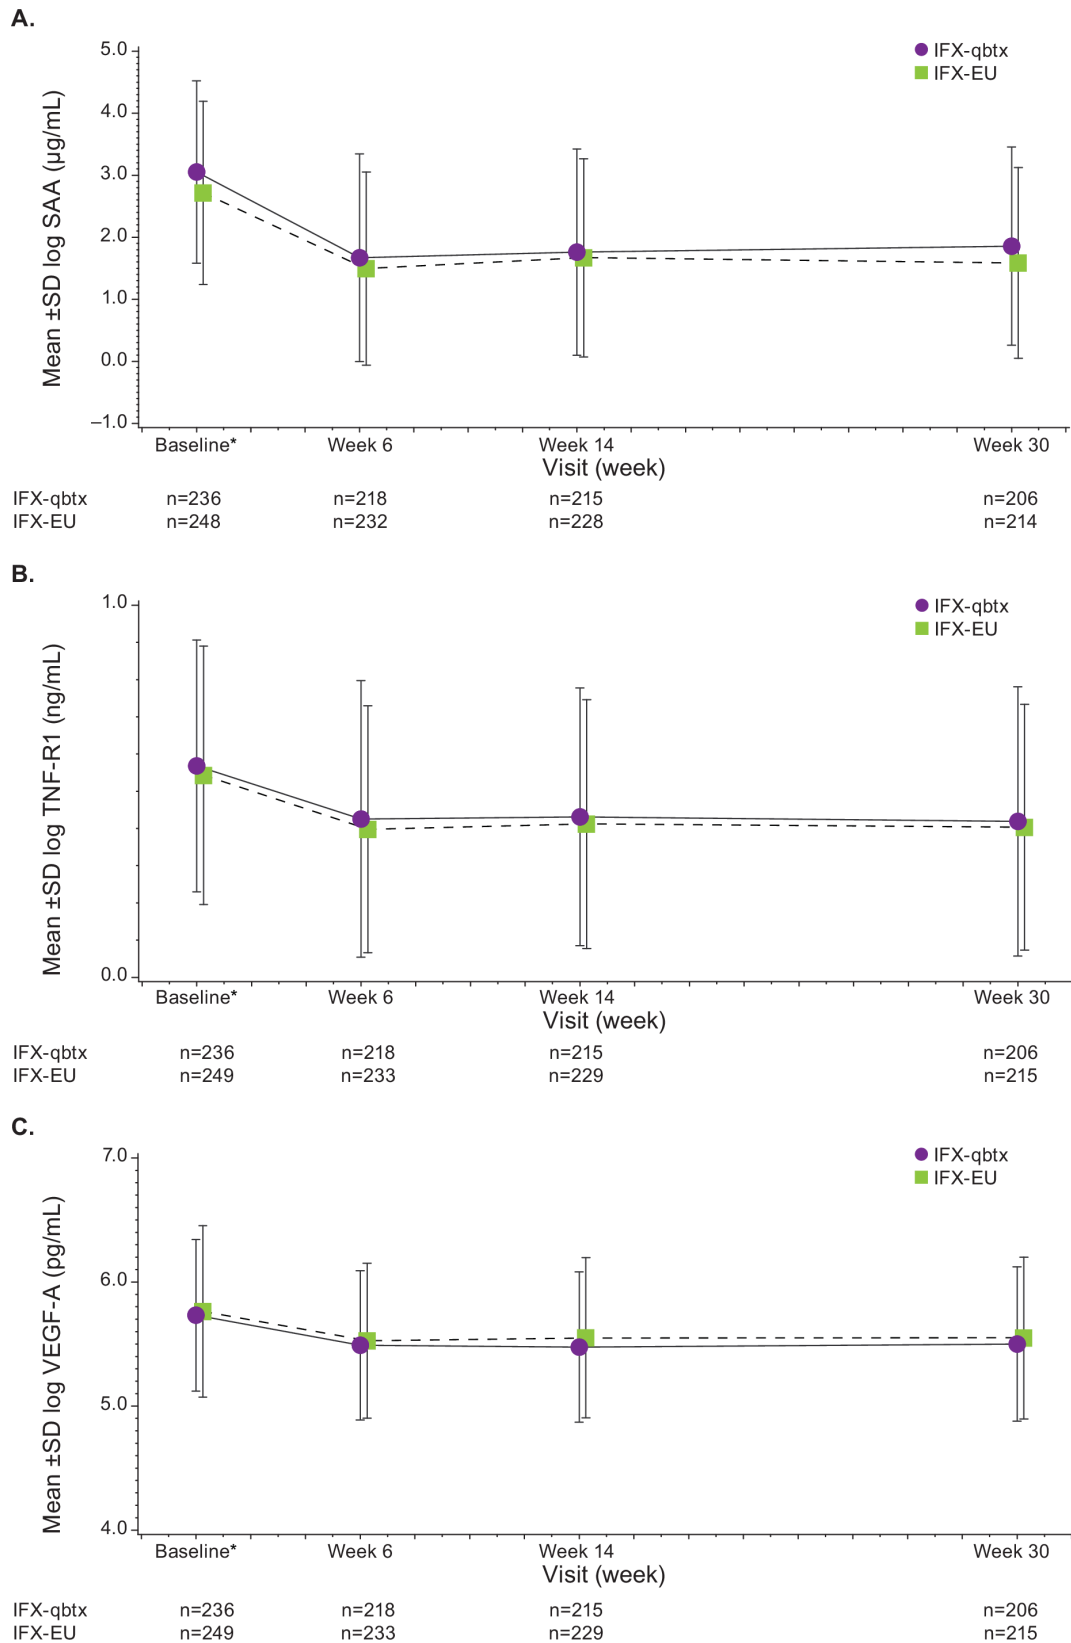 A.
Mean ±SD log SAA (µg/mL)
5.0
4.0
3.0
2.0
1.0
0.0
–1.0
IFX-qbtx
IFX-EU
Baseline* Week 6 Week 14 Week 30
Visit (week)
IFX-qbtx n=236 n=218 n=215 n=206
IFX-EU n=248 n=232 n=228 n=214
B.
Mean ±SD log TNF-R1 (ng/mL)
1.0
0.0
IFX-qbtx
IFX-EU
Baseline* Week 6 Week 14 Week 30
Visit (week)
IFX-qbtx n=236 n=218 n=215 n=206
IFX-EU n=249 n=233 n=229 n=215
C.
Mean ±SD log VEGF-A (pg/mL)
7.0
6.0
5.0
4.0
IFX-qbtx
IFX-EU
Baseline* Week 6 Week 14 Week 30
Visit (week)
IFX-qbtx n=236 n=218 n=215 n=206
IFX-EU n=249 n=233 n=229 n=215